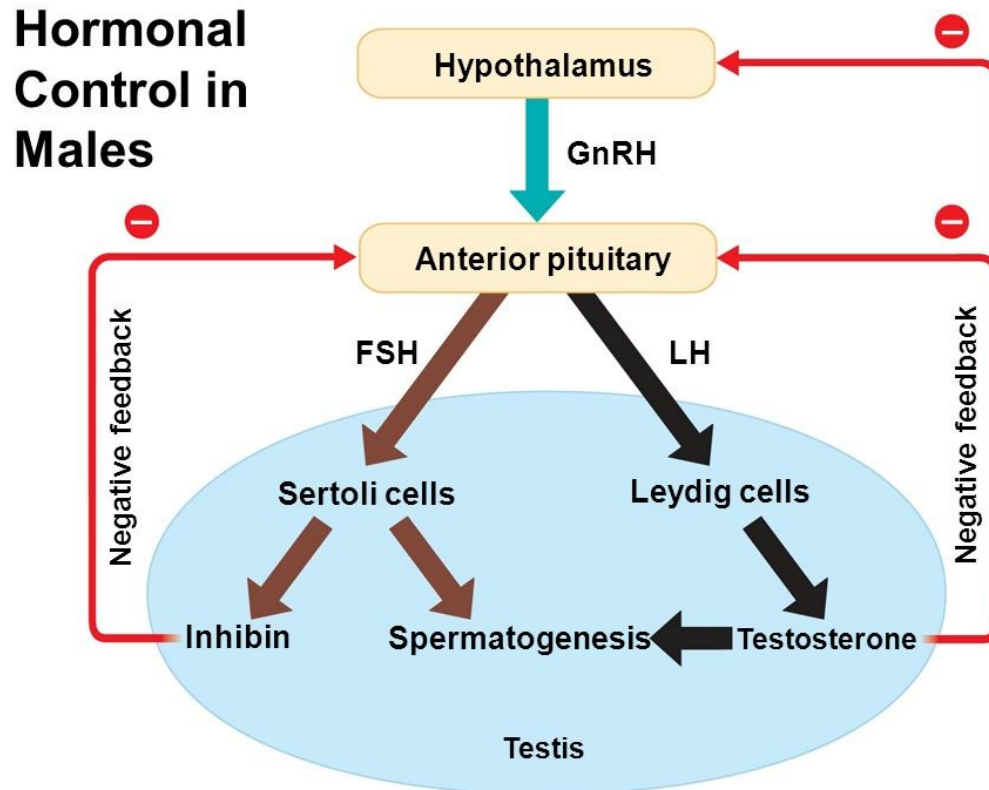 Hormonal
Control in
Males
Hypothalamus
GnRH
Anterior pituitary
FSH
LH
Negative feedback
Negative feedback
Sertoli cells
Leydig cells
Inhibin
Spermatogenesis
Testosterone
Testis